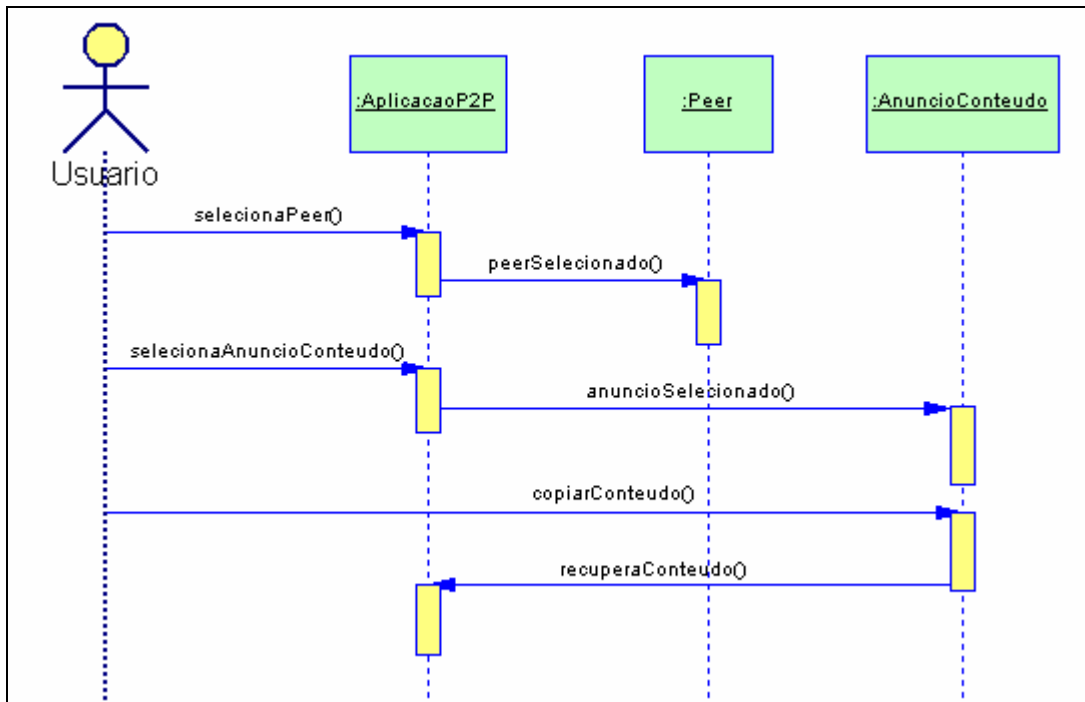 :AplicacaoP2P
:Peer
:AnuncioConteudo
Usuario
selecionaPeer()
peerSelecionado()
selecionaAnuncioConteudo()
anuncioSelecionado()
copiarConteudo()
recuperaConteudo()